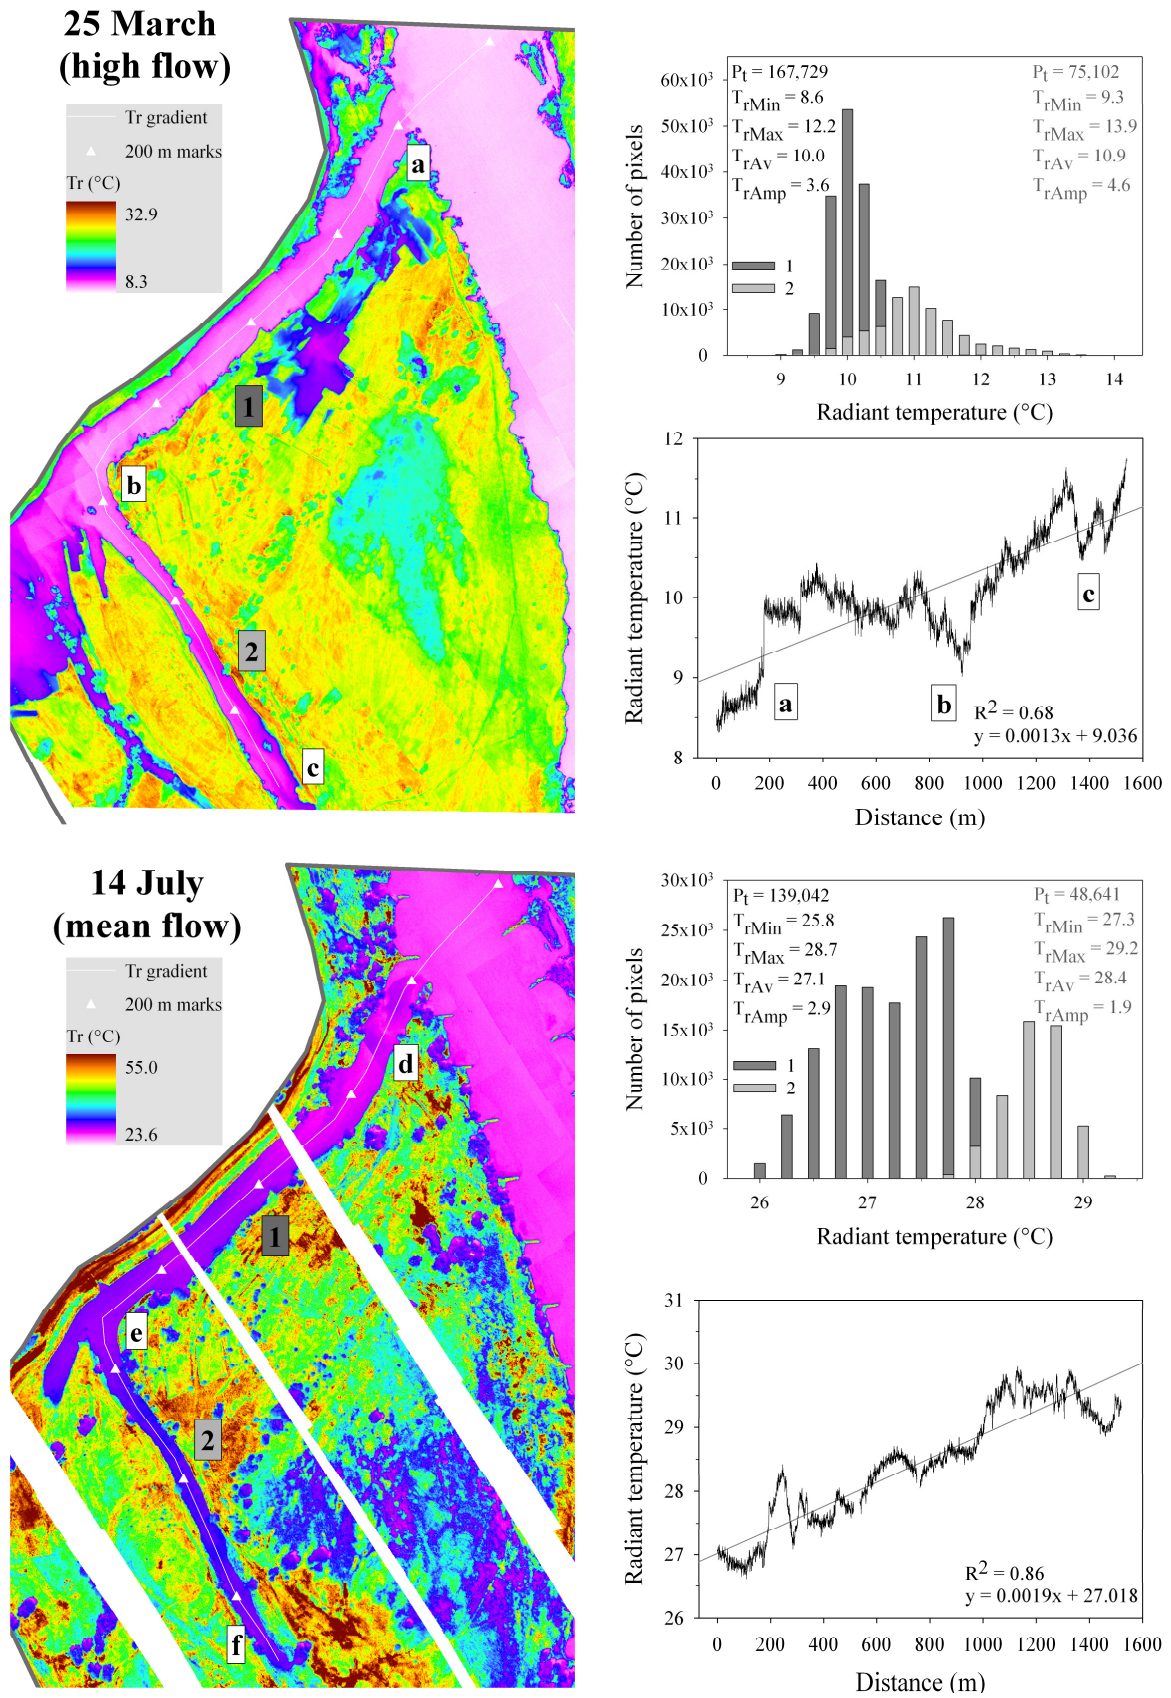 25 March
(high flow)
Tr gradient
200 m marks
Tr (°C)
32.9
8.3
a
1
b
2
c
Number of pixels
60x10³
50x10³
40x10³
30x10³
20x10³
10x10³
0
Pt = 167,729
TrMin = 8.6
TrMax = 12.2
TrAv = 10.0
TrAmp = 3.6
Pt = 75,102
TrMin = 9.3
TrMax = 13.9
TrAv = 10.9
TrAmp = 4.6
1
2
9 10 11 12 13 14
Radiant temperature (°C)
Radiant temperature (°C)
12
11
10
9
8
a
b
c
R² = 0.68
y = 0.0013x + 9.036
0 200 400 600 800 1000 1200 1400 1600
Distance (m)
14 July
(mean flow)
Tr gradient
200 m marks
Tr (°C)
55.0
23.6
d
1
e
2
f
Number of pixels
30x10³
25x10³
20x10³
15x10³
10x10³
5x10³
0
Pt = 139,042
TrMin = 25.8
TrMax = 28.7
TrAv = 27.1
TrAmp = 2.9
Pt = 48,641
TrMin = 27.3
TrMax = 29.2
TrAv = 28.4
TrAmp = 1.9
1
2
26 27 28 29
Radiant temperature (°C)
Radiant temperature (°C)
31
30
29
28
27
26
R² = 0.86
y = 0.0019x + 27.018
0 200 400 600 800 1000 1200 1400 1600
Distance (m)